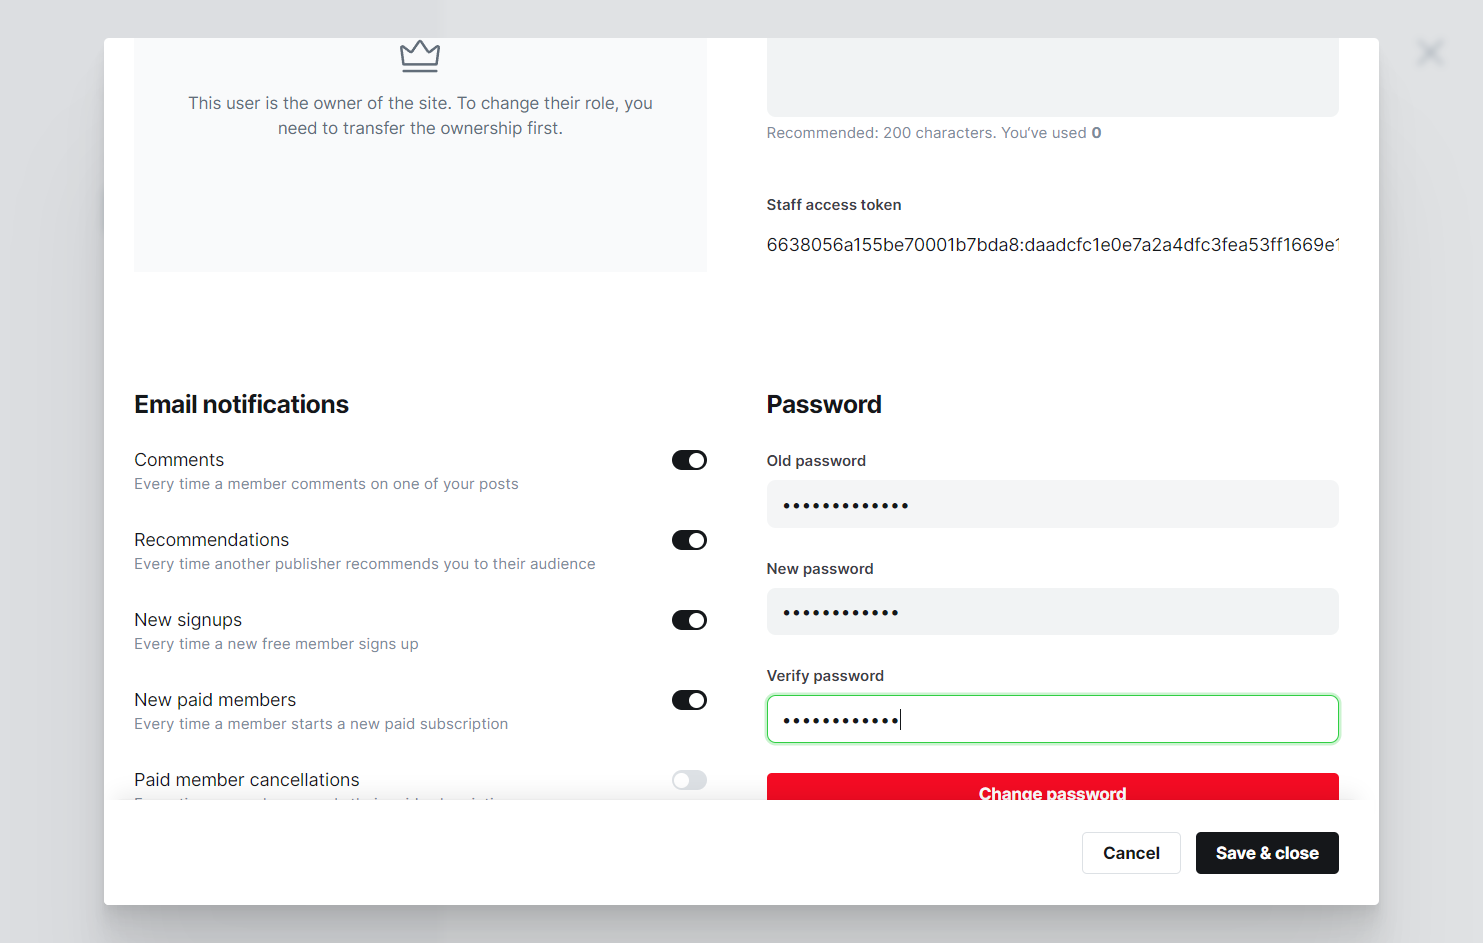 This user is the owner of the site. To change their role, you
need to transfer the ownership first.
Recommended: 200 characters. You've used 0
Staff access token
6638056a155be70001b7bda8:daadcfc1e0e7a2a4dfc3fea53ff1669e1
Email notifications
Comments
Every time a member comments on one of your posts
Recommendations
Every time another publisher recommends you to their audience
New signups
Every time a new free member signs up
New paid members
Every time a member starts a new paid subscription
Paid member cancellations
Password
Old password
•••••••••••••
New password
••••••••••••
Verify password
••••••••••••
Change password
Cancel
Save & close